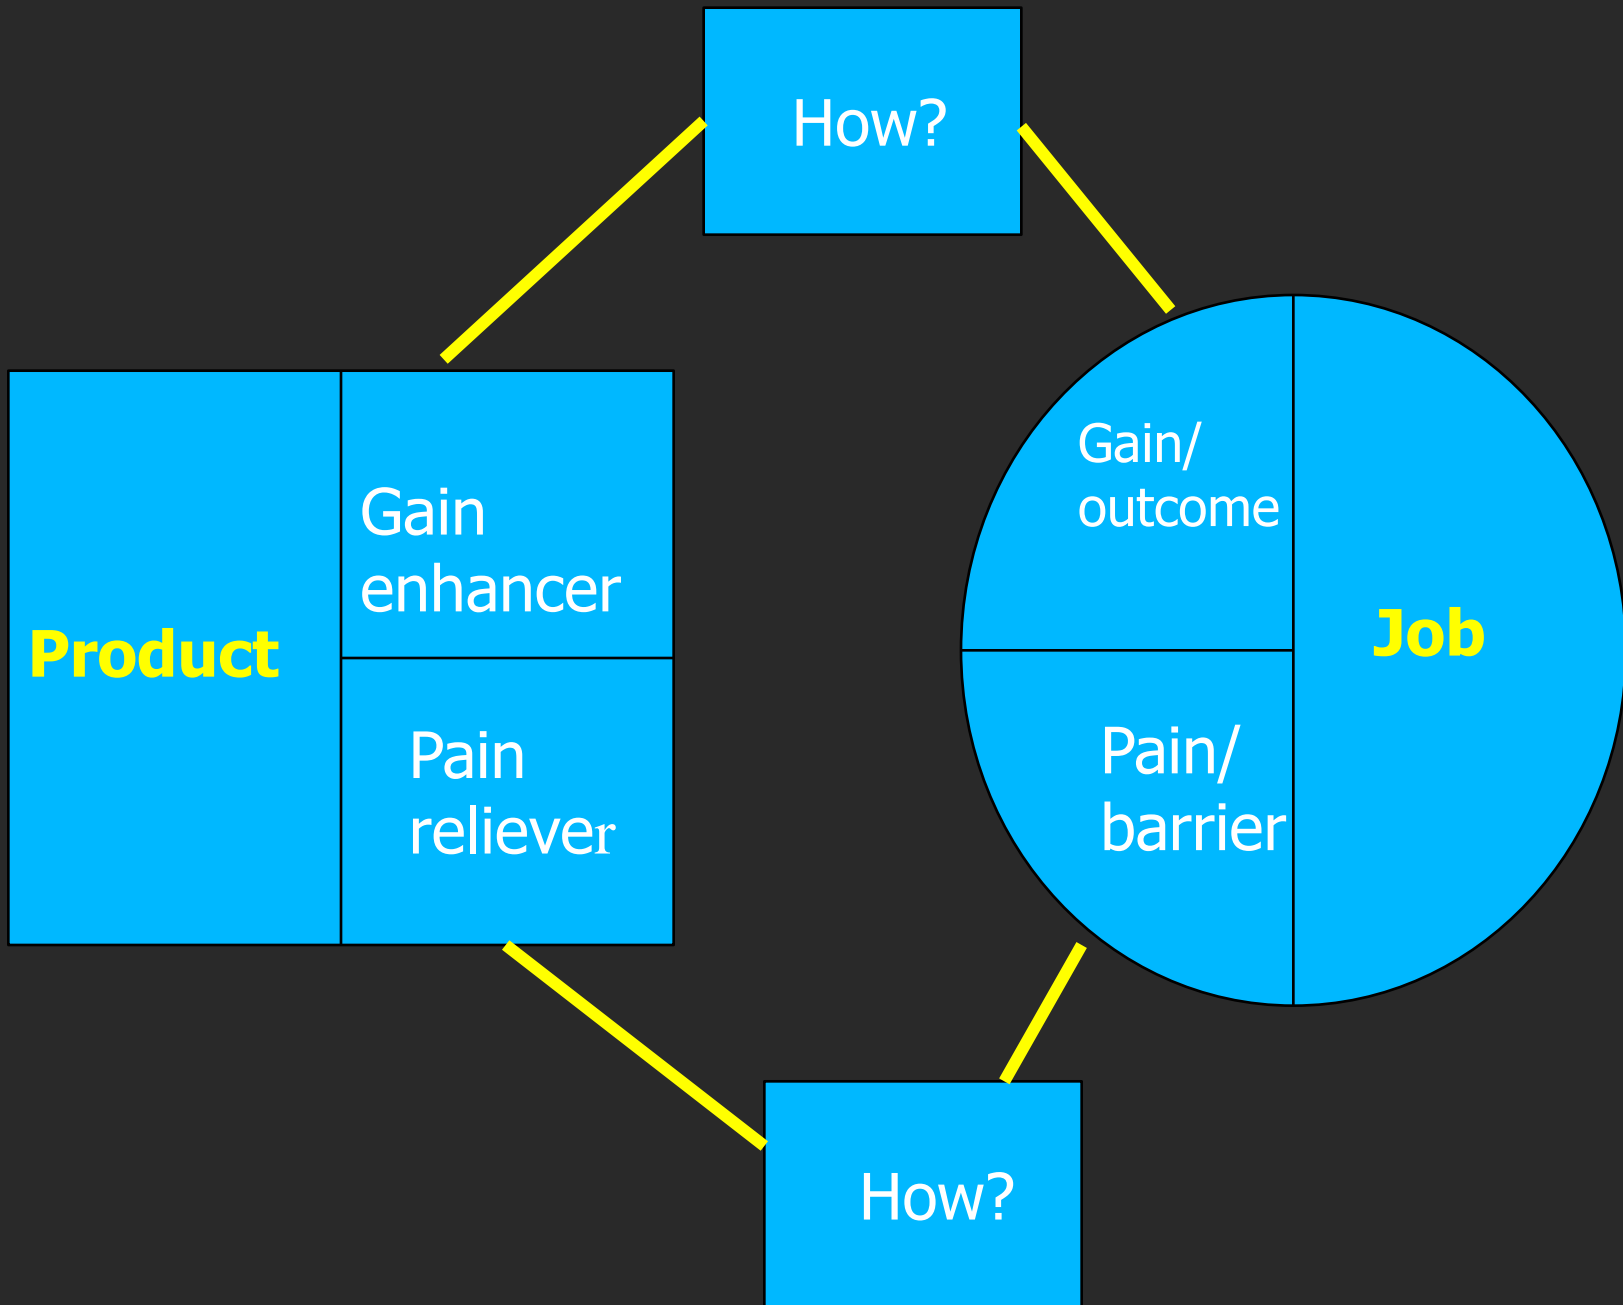 How?
Product
Gain
enhancer
Pain
reliever
Gain/
outcome
Pain/
barrier
Job
How?